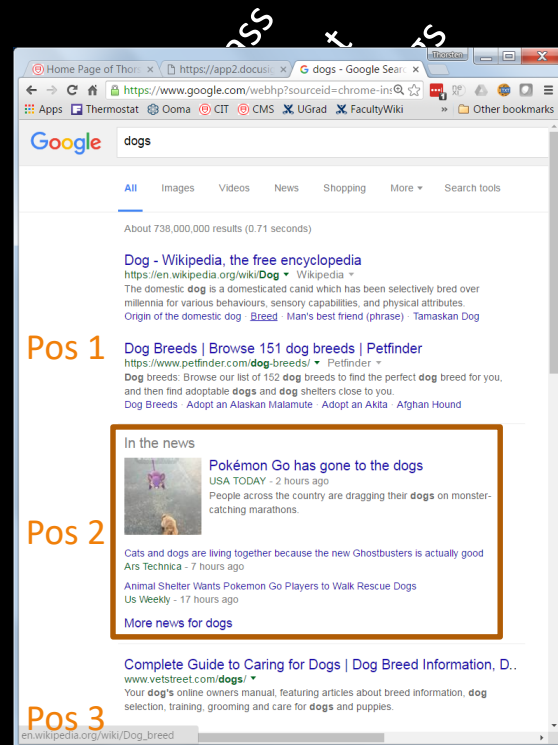 Thorsten
Home Page of Thors
https://app2.docusig
G dogs - Google Searc
https://www.google.com/webhp?sourceid=chrome-ins
Apps Thermostat Ooma CIT CMS UGrad FacultyWiki » Other bookmarks
Google dogs
All Images Videos News Shopping More Search tools
About 738,000,000 results (0.71 seconds)
Dog - Wikipedia, the free encyclopedia
https://en.wikipedia.org/wiki/Dog Wikipedia
The domestic dog is a domesticated canid which has been selectively bred over
millennia for various behaviours, sensory capabilities, and physical attributes.
Origin of the domestic dog · Breed · Man's best friend (phrase) · Tamaskan Dog
Pos 1
Dog Breeds | Browse 151 dog breeds | Petfinder
https://www.petfinder.com/dog-breeds/ Petfinder
Dog breeds: Browse our list of 152 dog breeds to find the perfect dog breed for you,
and then find adoptable dogs and dog shelters close to you.
Dog Breeds · Adopt an Alaskan Malamute · Adopt an Akita · Afghan Hound
In the news
Pokémon Go has gone to the dogs
USA TODAY - 2 hours ago
People across the country are dragging their dogs on monster-
catching marathons.
Pos 2
Cats and dogs are living together because the new Ghostbusters is actually good
Ars Technica - 7 hours ago
Animal Shelter Wants Pokemon Go Players to Walk Rescue Dogs
Us Weekly - 17 hours ago
More news for dogs
Complete Guide to Caring for Dogs | Dog Breed Information, D..
www.vetstreet.com/dogs/
Your dog's online owners manual, featuring articles about breed information, dog
selection, training, grooming and care for dogs and puppies.
Pos 3
en.wikipedia.org/wiki/Dog_breed